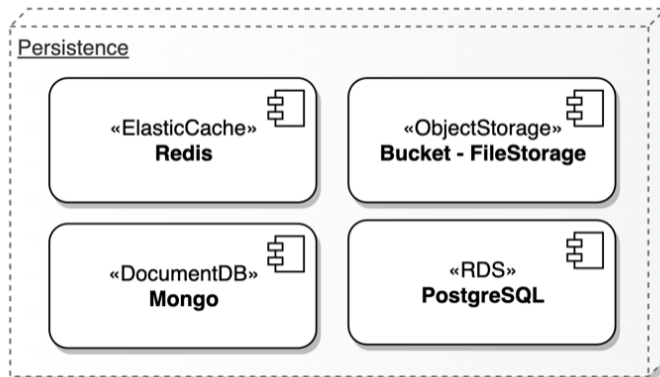 Persistence
«ElasticCache»
Redis
«ObjectStorage»
Bucket - FileStorage
«DocumentDB»
Mongo
«RDS»
PostgreSQL